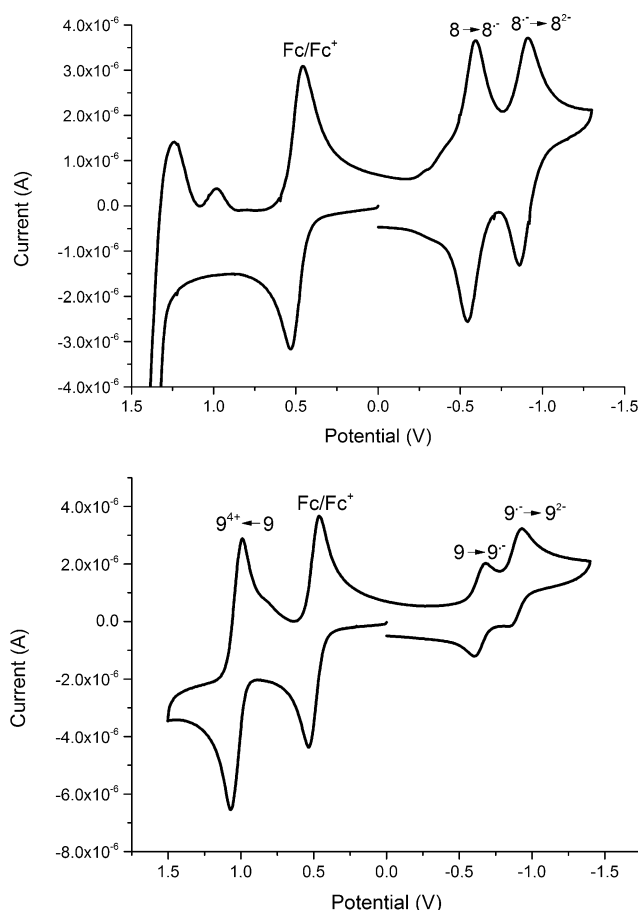 4.0x10⁻⁶
8→8·⁻ 8·⁻→8²⁻
Fc/Fc⁺
3.0x10⁻⁶
2.0x10⁻⁶
1.0x10⁻⁶
0.0
-1.0x10⁻⁶
-2.0x10⁻⁶
-3.0x10⁻⁶
-4.0x10⁻⁶
Current (A)
1.5 1.0 0.5 0.0 -0.5 -1.0 -1.5
Potential (V)
Fc/Fc⁺
9·⁻→9²⁻
9⁴⁺←9
9→9·⁻
4.0x10⁻⁶
2.0x10⁻⁶
0.0
-2.0x10⁻⁶
-4.0x10⁻⁶
-6.0x10⁻⁶
-8.0x10⁻⁶
Current (A)
1.5 1.0 0.5 0.0 -0.5 -1.0 -1.5
Potential (V)